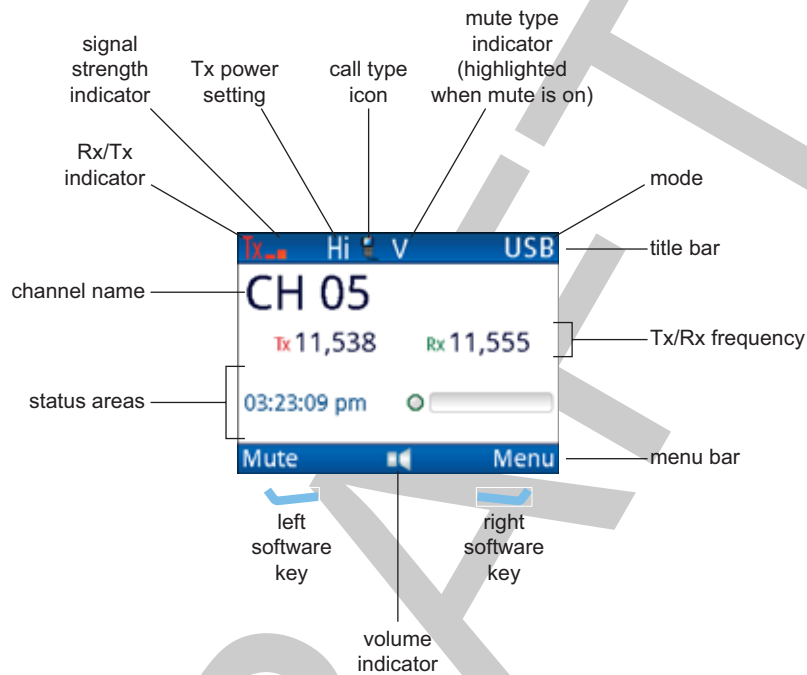 mute type
indicator
(highlighted
when mute is on)
signal
strength
indicator
Tx power
setting
call type
icon
Rx/Tx
indicator
mode
Tx Hi V USB
title bar
channel name
CH 05
Tx 11,538 Rx 11,555
Tx/Rx frequency
status areas
03:23:09 pm
Mute Menu
menu bar
left
software
key
right
software
key
volume
indicator
DRAFT